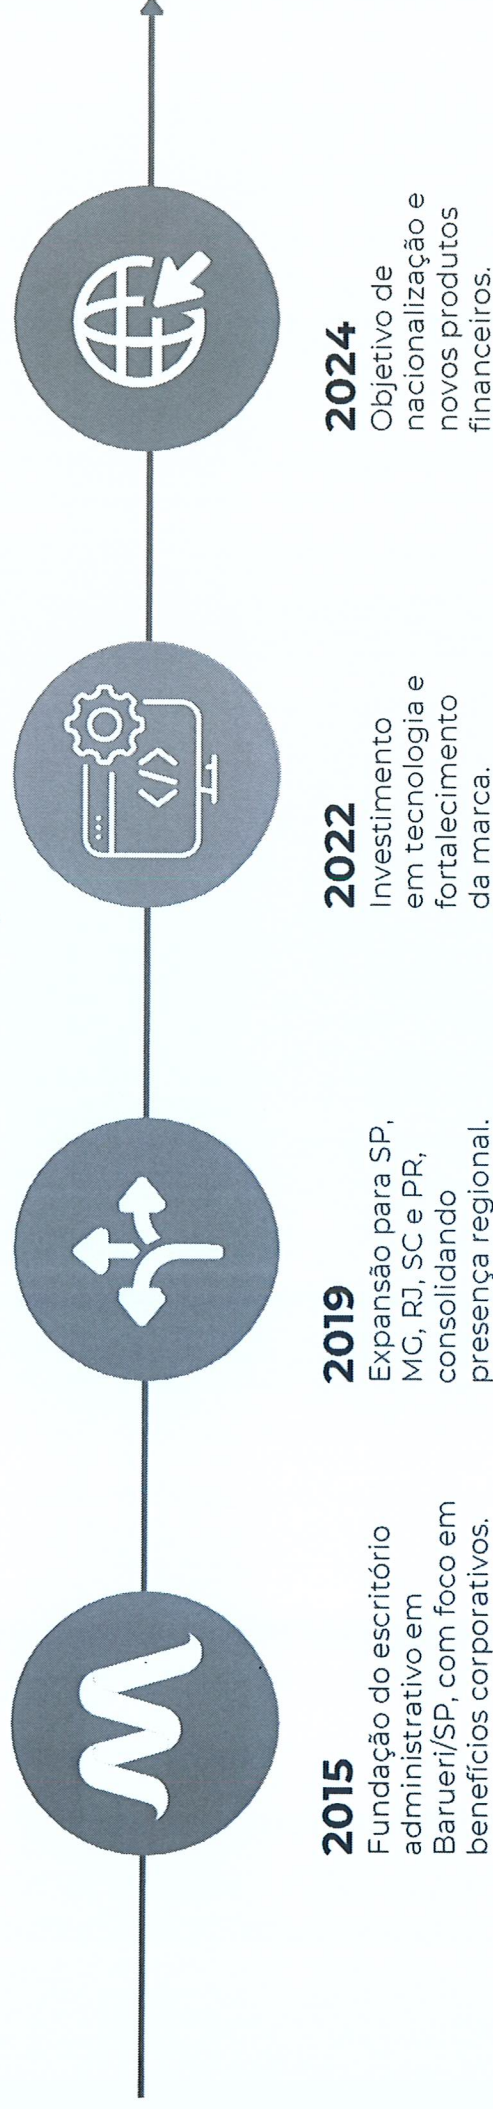 2015
Fundação do escritório
administrativo em
Barueri/SP, com foco em
benefícios corporativos.
2019
Expansão para SP,
MG, RJ, SC e PR,
consolidando
presença regional.
2022
Investimento
em tecnologia e
fortalecimento
da marca.
2024
Objetivo de
nacionalização e
novos produtos
financeiros.